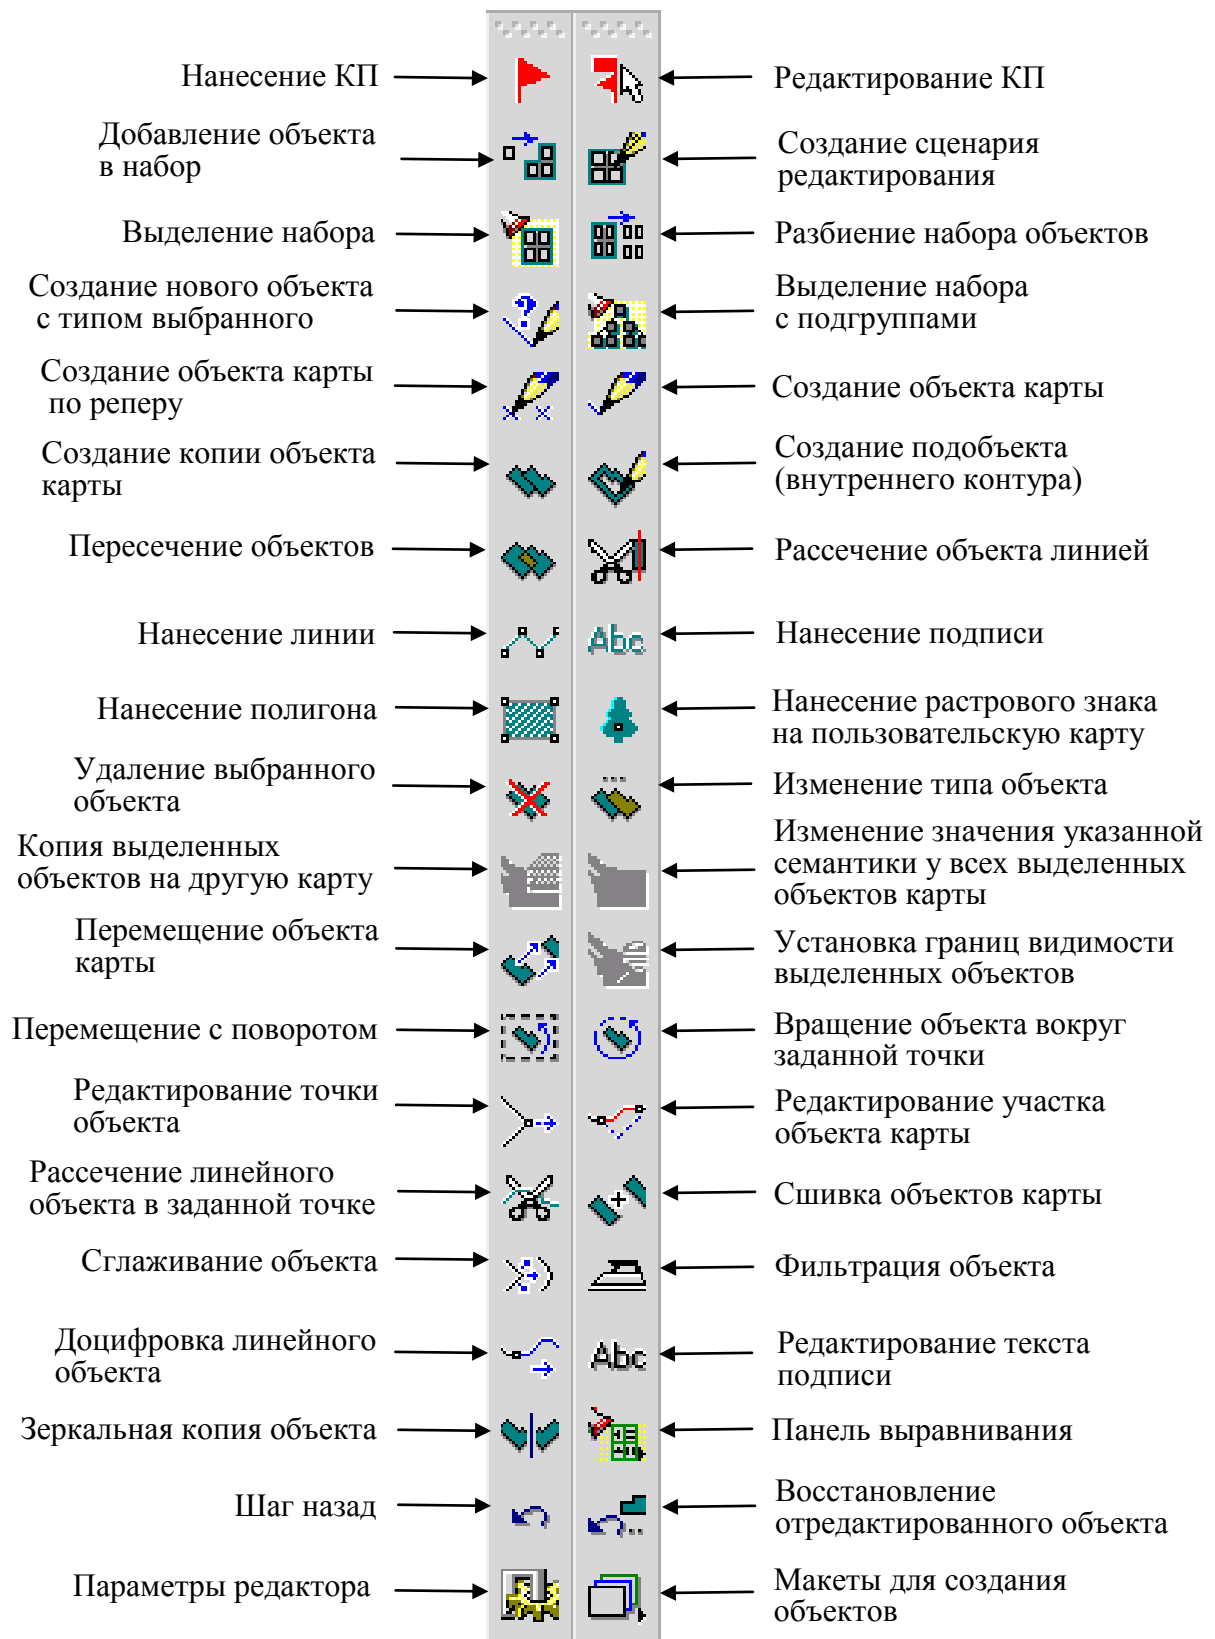 Нанесение КП
Редактирование КП
Добавление объекта
в набор
Создание сценария
редактирования
Выделение набора
Разбиение набора объектов
Создание нового объекта
с типом выбранного
Выделение набора
с подгруппами
Создание объекта карты
по реперу
Создание объекта карты
Создание копии объекта
карты
Создание подобъекта
(внутреннего контура)
Пересечение объектов
Рассечение объекта линией
Нанесение линии
Abc
Нанесение подписи
Нанесение полигона
Нанесение растрового знака
на пользовательскую карту
Удаление выбранного
объекта
Изменение типа объекта
Копия выделенных
объектов на другую карту
Изменение значения указанной
семантики у всех выделенных
объектов карты
Перемещение объекта
карты
Установка границ видимости
выделенных объектов
Перемещение с поворотом
Вращение объекта вокруг
заданной точки
Редактирование точки
объекта
Редактирование участка
объекта карты
Рассечение линейного
объекта в заданной точке
Сшивка объектов карты
Сглаживание объекта
Фильтрация объекта
Доцифровка линейного
объекта
Abc
Редактирование текста
подписи
Зеркальная копия объекта
Панель выравнивания
Шаг назад
Восстановление
отредактированного объекта
Параметры редактора
Макеты для создания
объектов